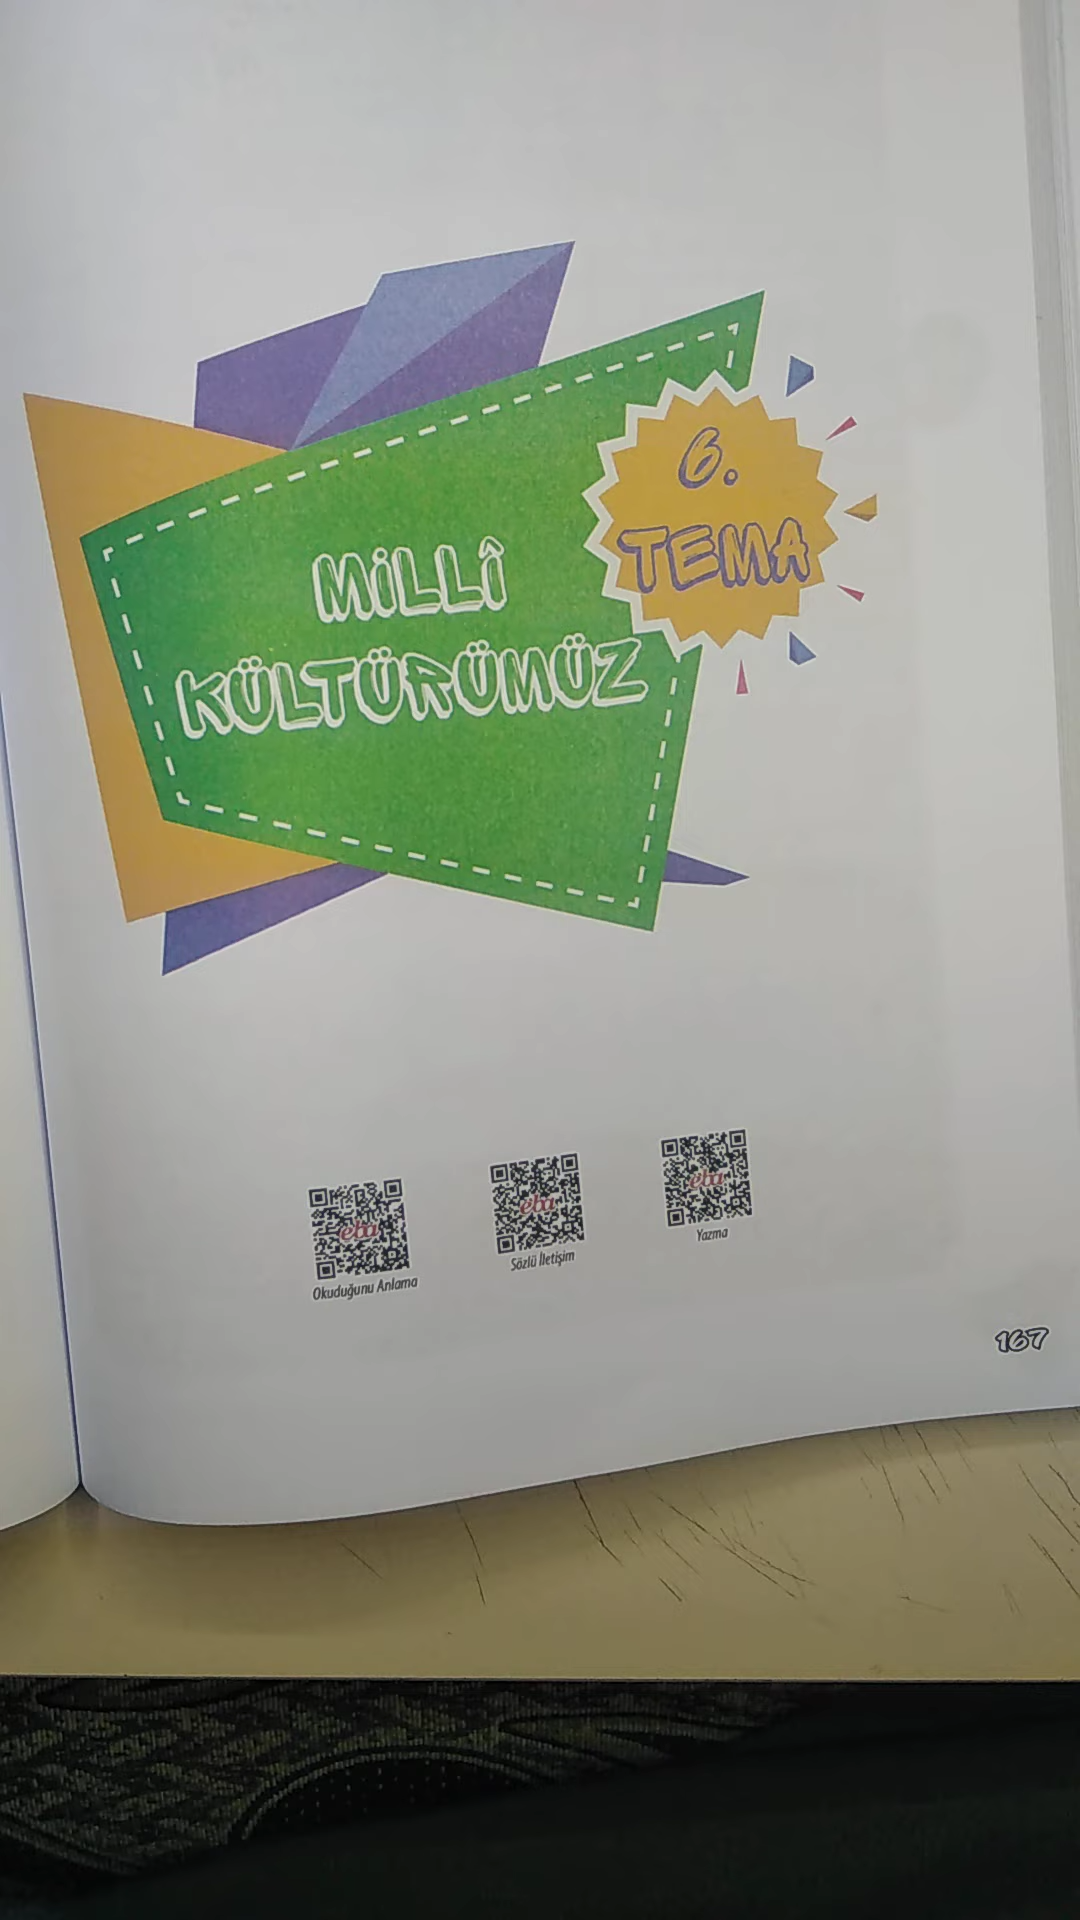 6.
TEMA
MİLLÎ
KÜLTÜRÜMÜZ
eba
Okuduğunu Anlama
eba
Sözlü İletişim
eba
Yazma
167